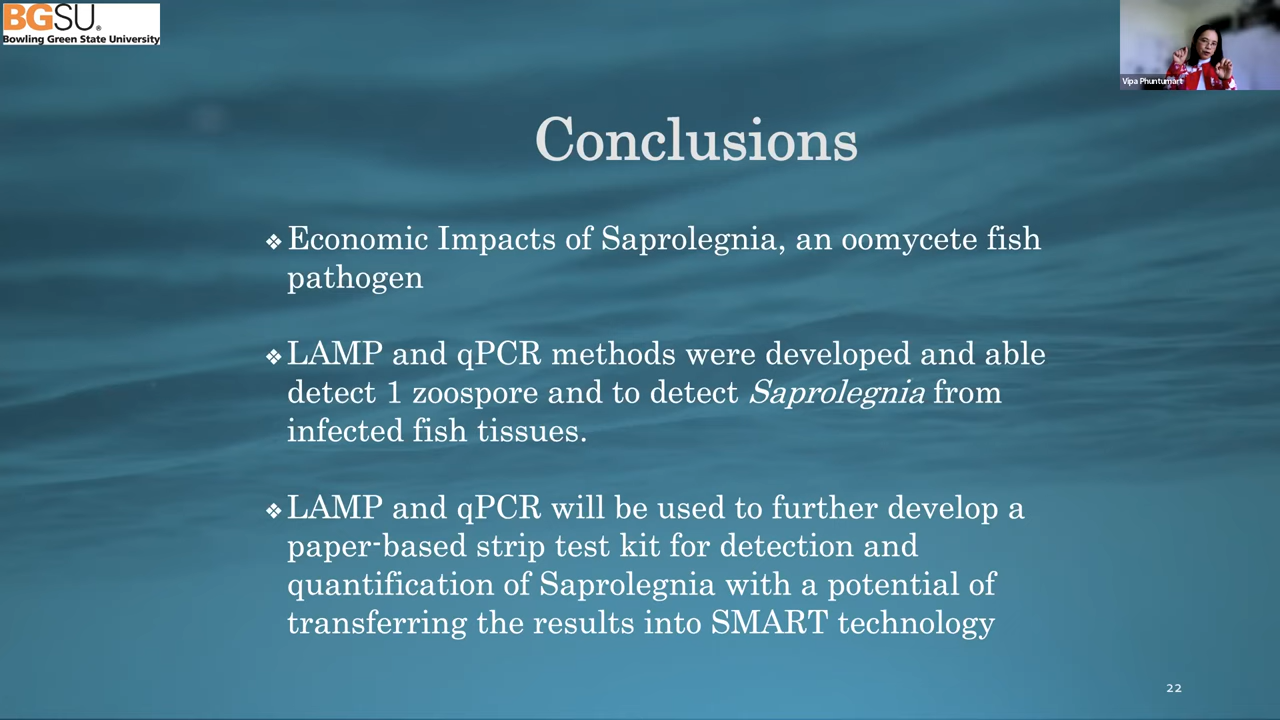 BGSU®
Bowling Green State University
Vipa Phuntumart
Conclusions
❖ Economic Impacts of Saprolegnia, an oomycete fish
pathogen
❖ LAMP and qPCR methods were developed and able
detect 1 zoospore and to detect Saprolegnia from
infected fish tissues.
❖ LAMP and qPCR will be used to further develop a
paper-based strip test kit for detection and
quantification of Saprolegnia with a potential of
transferring the results into SMART technology
22